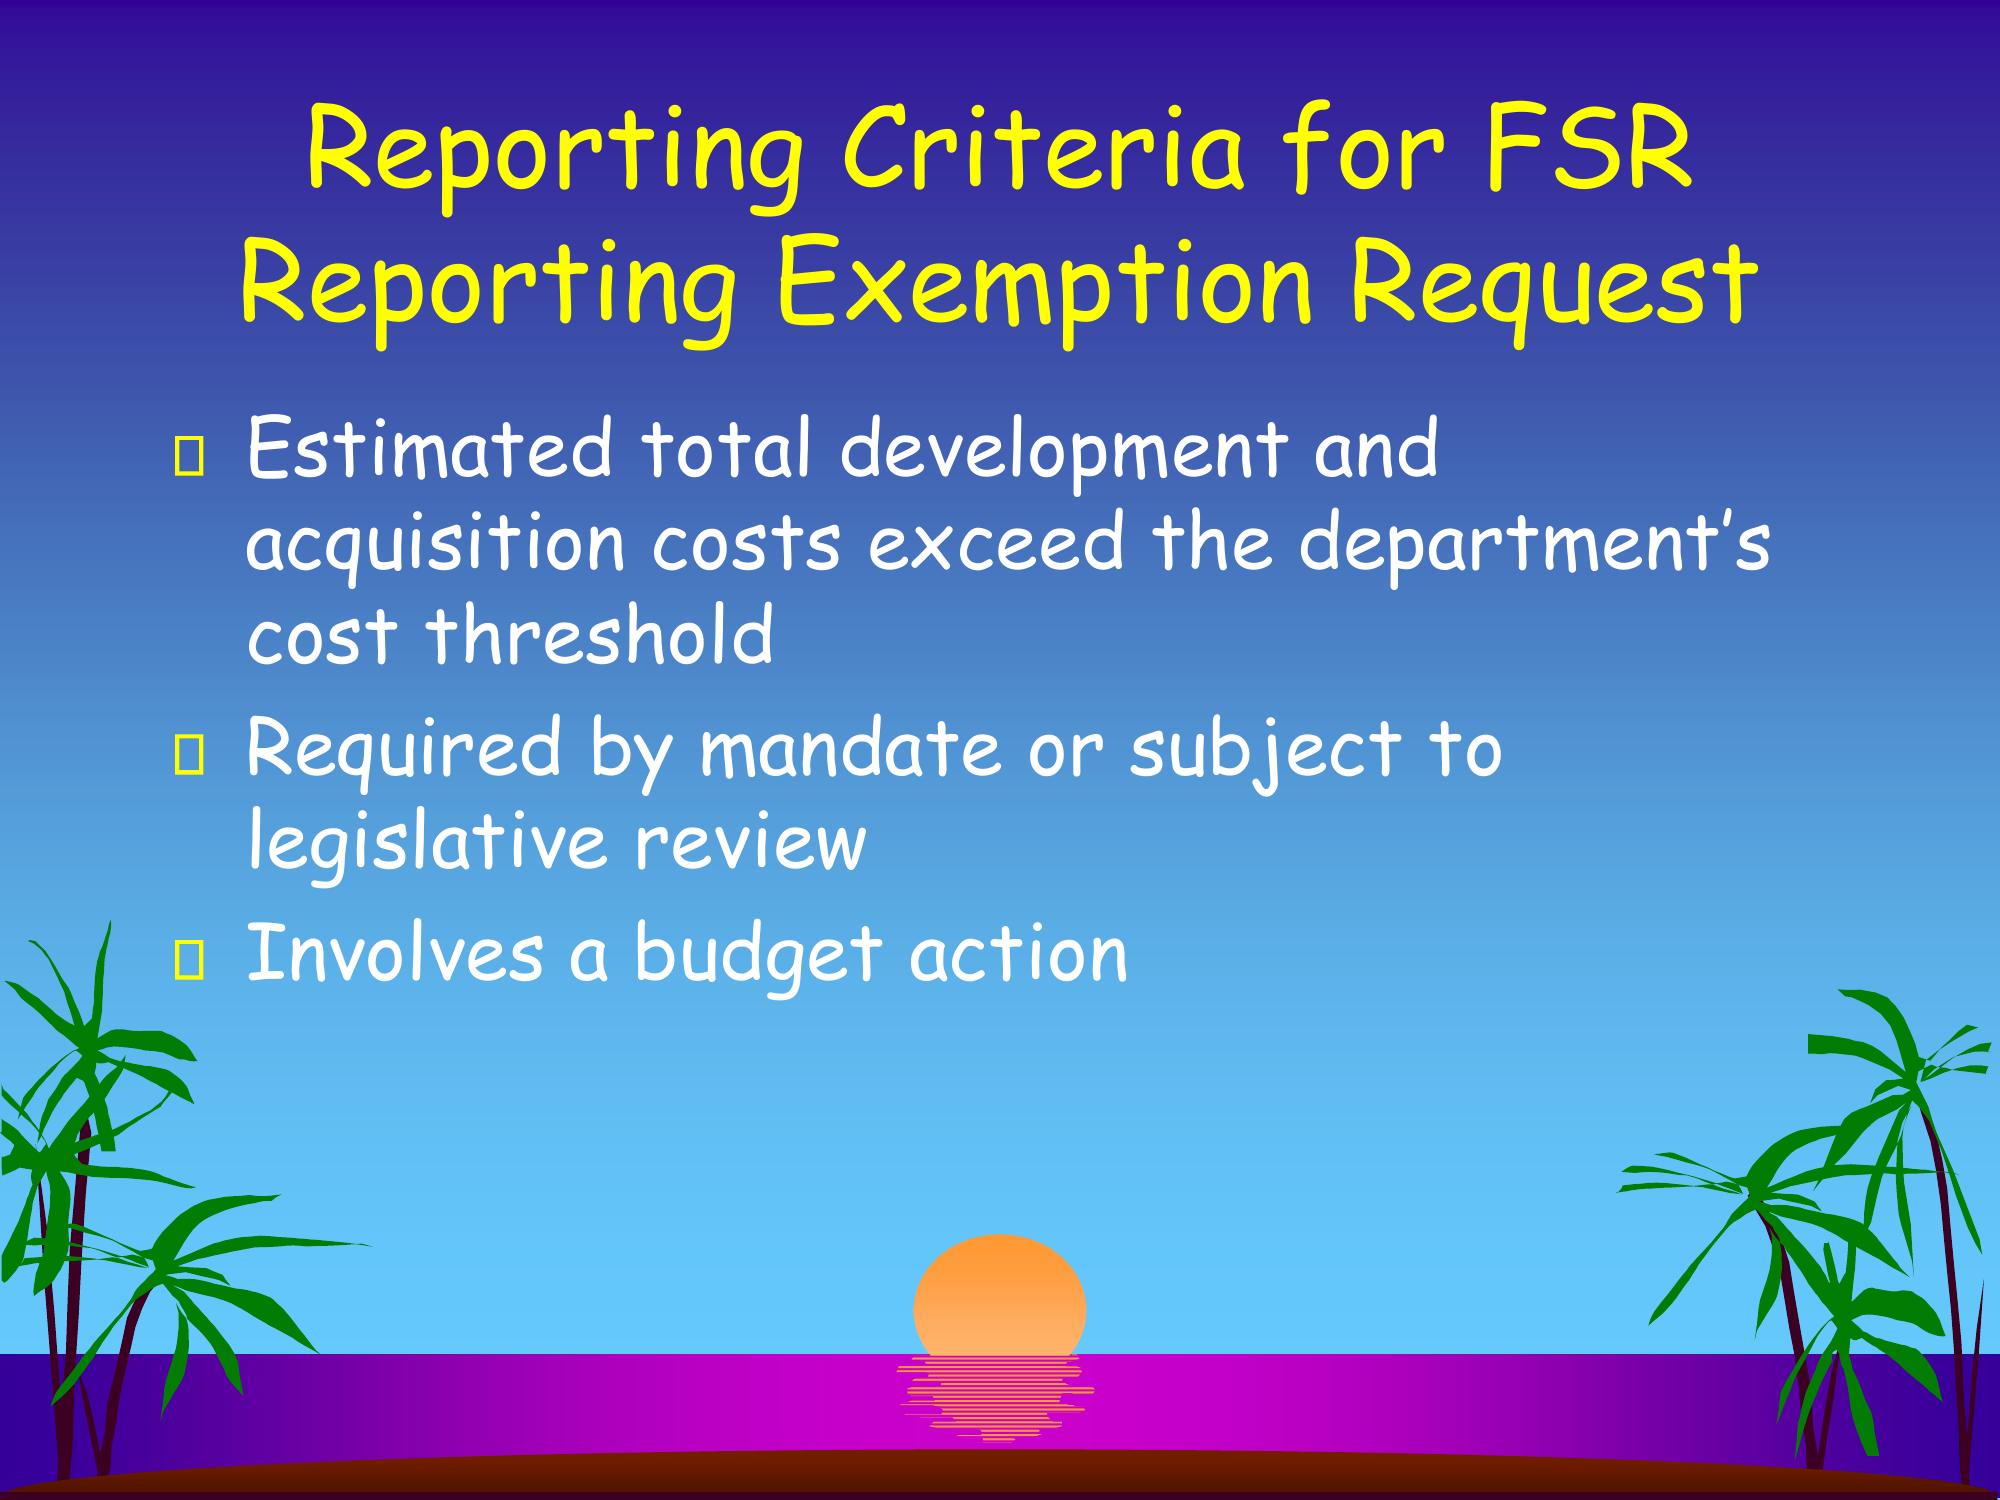 Reporting Criteria for FSR
Reporting Exemption Request
Estimated total development and
acquisition costs exceed the department’s
cost threshold
Required by mandate or subject to
legislative review
Involves a budget action